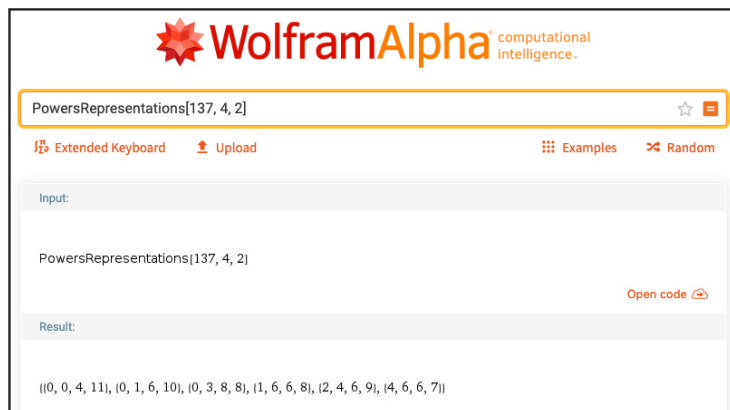 WolframAlpha computational intelligence.
PowersRepresentations[137, 4, 2]
Extended Keyboard Upload Examples Random
Input:
PowersRepresentations[137, 4, 2]
Open code
Result:
{{0, 0, 4, 11}, {0, 1, 6, 10}, {0, 3, 8, 8}, {1, 6, 6, 8}, {2, 4, 6, 9}, {4, 6, 6, 7}}